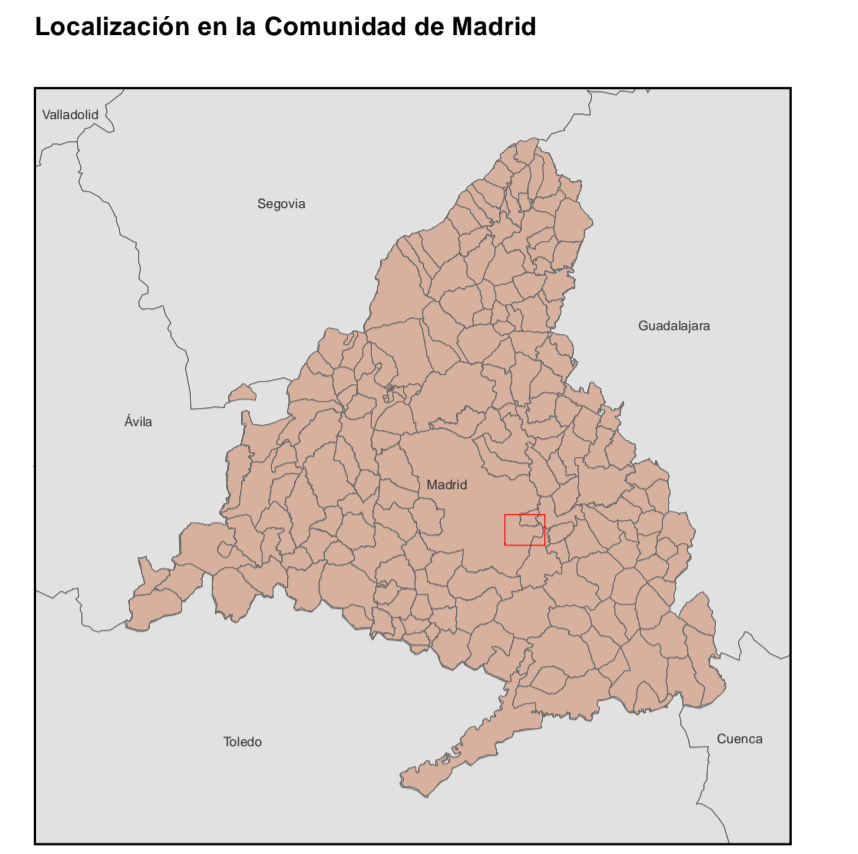 Localización en la Comunidad de Madrid
Valladolid
Segovia
Guadalajara
Ávila
Madrid
Toledo
Cuenca